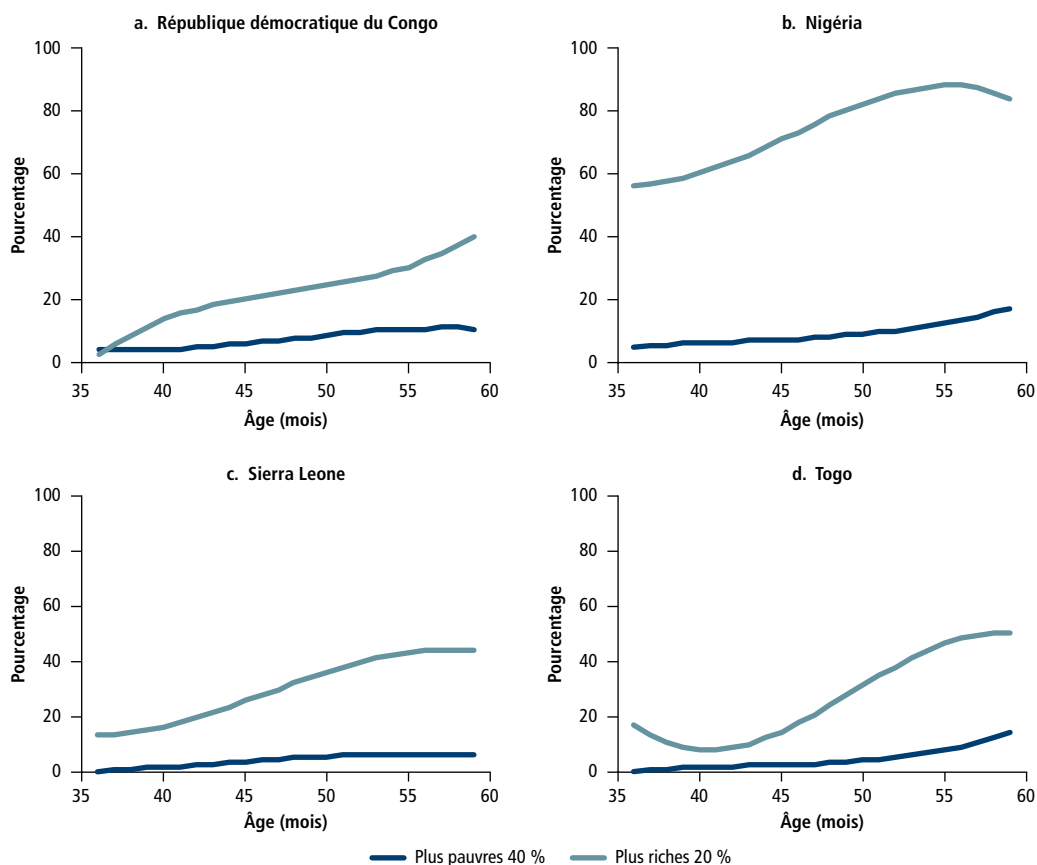 a. République démocratique du Congo
100
80
60
40
20
0
Pourcentage
35 40 45 50 55 60
Âge (mois)
b. Nigéria
100
80
60
40
20
0
Pourcentage
35 40 45 50 55 60
Âge (mois)
c. Sierra Leone
100
80
60
40
20
0
Pourcentage
35 40 45 50 55 60
Âge (mois)
d. Togo
100
80
60
40
20
0
Pourcentage
35 40 45 50 55 60
Âge (mois)
Plus pauvres 40 % Plus riches 20 %